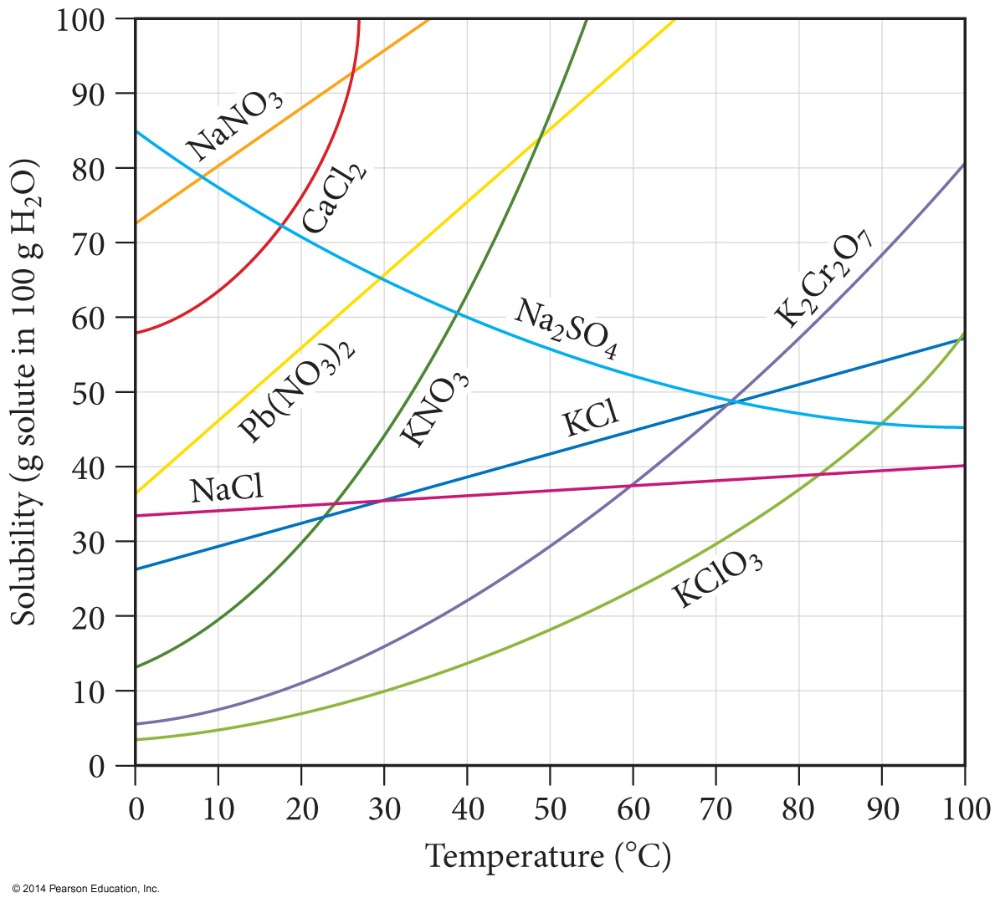 Solubility (g solute in 100 g H₂O)
100
90
80
70
60
50
40
30
20
10
0
NaNO₃
CaCl₂
Pb(NO₃)₂
KNO₃
Na₂SO₄
K₂Cr₂O₇
KCl
NaCl
KClO₃
0 10 20 30 40 50 60 70 80 90 100
Temperature (°C)
© 2014 Pearson Education, Inc.